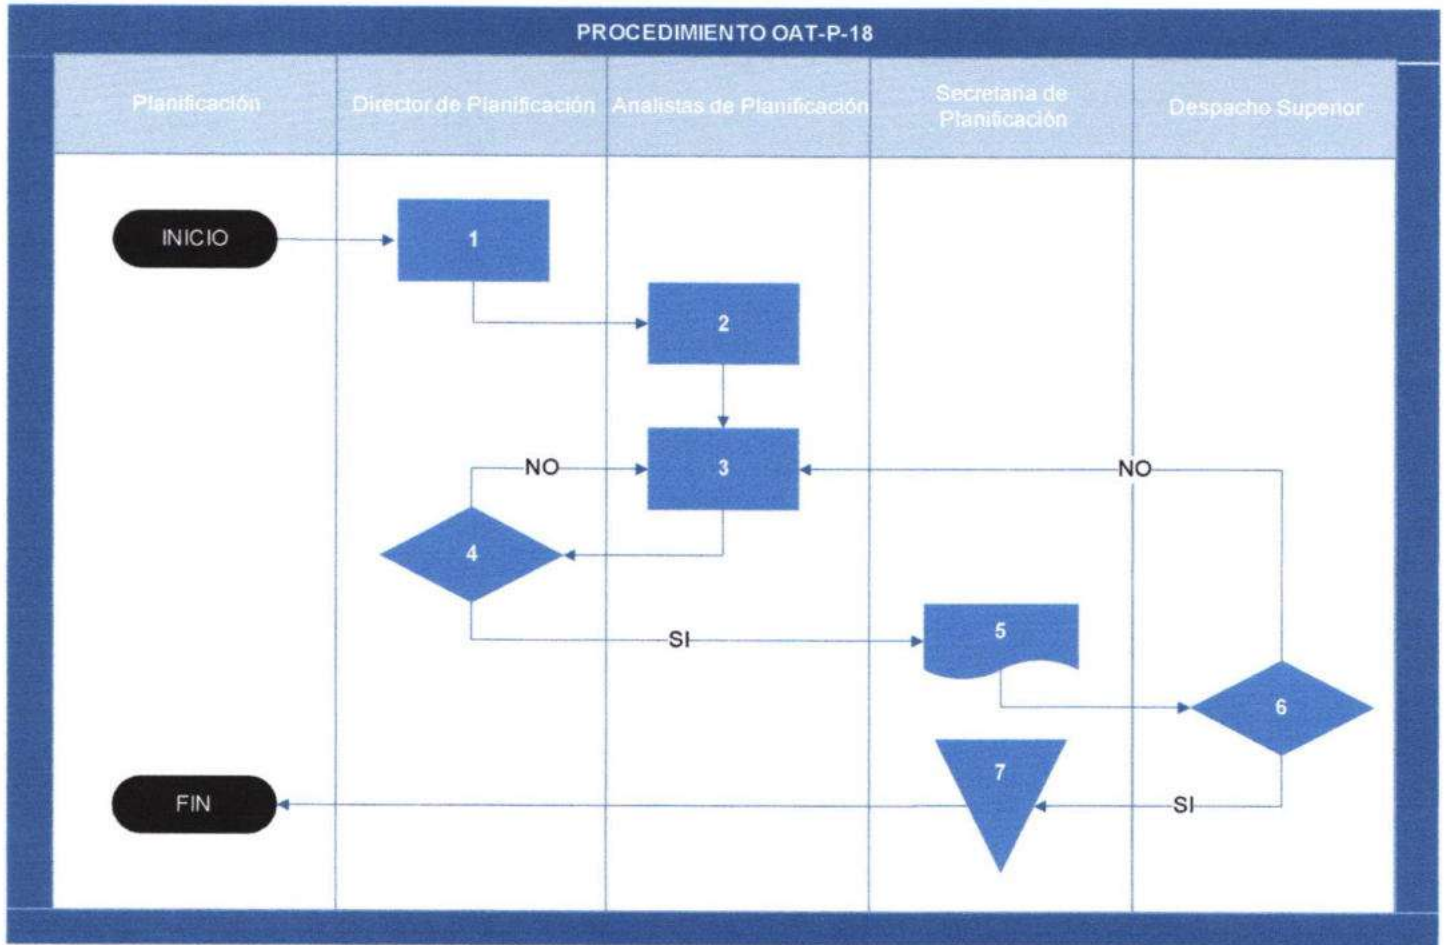 PROCEDIMIENTO OAT-P-18
Planificación
Director de Planificación
Analistas de Planificación
Secretaria de
Planificación
Despacho Superior
INICIO
1
2
NO
3
NO
4
SI
5
6
7
FIN
SI